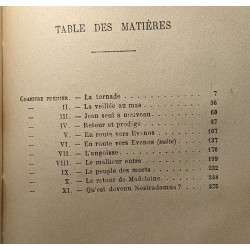 TABLE DES MATIÈRES
CHAPITRE PREMIER. — La tornade . . . . . . . . 7
— II. — La veillée au mas . . . . . . 36
— III. — Jean seul a nouveau . . . . . 60
— IV. — Retour et prodige . . . . . 87
— V. — En route vers Evenos . . . . 107
— VI. — En route vers Evenos (suite) . . 137
— VII. — L'angoisse . . . . . . . . 177
— VIII. — Le malheur entre . . . . . . 199
— IX. — Le peuple des morts . . . . . 232
— X. — Le retour de Madeleine . . . .
— XI. — Qu'est devenu Nostradamus ? . . 275